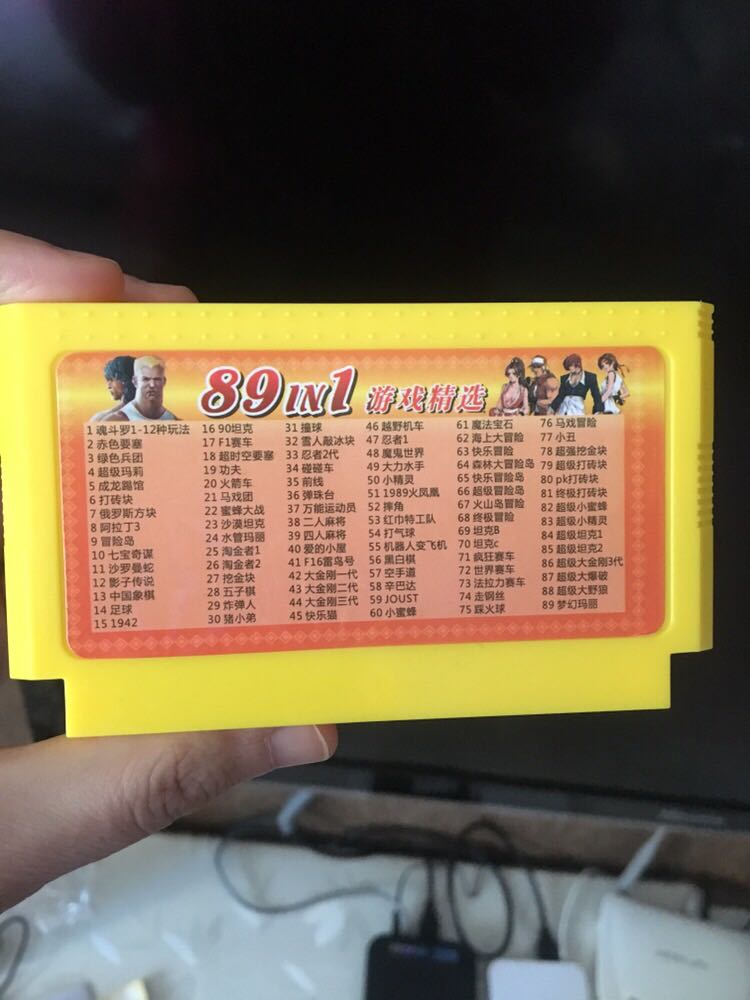 89 IN 1 游戏精选
1 魂斗罗1-12种玩法
2 赤色要塞
3 绿色兵团
4 超级玛莉
5 成龙踢馆
6 打砖块
7 俄罗斯方块
8 阿拉丁3
9 冒险岛
10 七宝奇谋
11 沙罗曼蛇
12 影子传说
13 中国象棋
14 足球
15 1942
16 90坦克
17 F1赛车
18 超时空要塞
19 功夫
20 火箭车
21 马戏团
22 蜜蜂大战
23 沙漠坦克
24 水管玛丽
25 淘金者1
26 淘金者2
27 挖金块
28 五子棋
29 炸弹人
30 猪小弟
31 撞球
32 雪人敲冰块
33 忍者2代
34 碰碰车
35 前线
36 弹珠台
37 万能运动员
38 二人麻将
39 四人麻将
40 爱的小屋
41 F16雷鸟号
42 大金刚一代
43 大金刚二代
44 大金刚三代
45 快乐猫
46 越野机车
47 忍者1
48 魔鬼世界
49 大力水手
50 小精灵
51 1989火凤凰
52 摔角
53 红巾特工队
54 打气球
55 机器人变飞机
56 黑白棋
57 空手道
58 辛巴达
59 JOUST
60 小蜜蜂
61 魔法宝石
62 海上大冒险
63 快乐冒险
64 森林大冒险岛
65 快乐冒险岛
66 超级冒险岛
67 火山岛冒险
68 终极冒险
69 坦克B
70 坦克c
71 疯狂赛车
72 世界赛车
73 法拉力赛车
74 走钢丝
75 踩火球
76 马戏冒险
77 小丑
78 超强挖金块
79 超级打砖块
80 pk打砖块
81 终极打砖块
82 超级小蜜蜂
83 超级小精灵
84 超级坦克1
85 超级坦克2
86 超级大金刚3代
87 超级大爆破
88 超级大野狼
89 梦幻玛丽